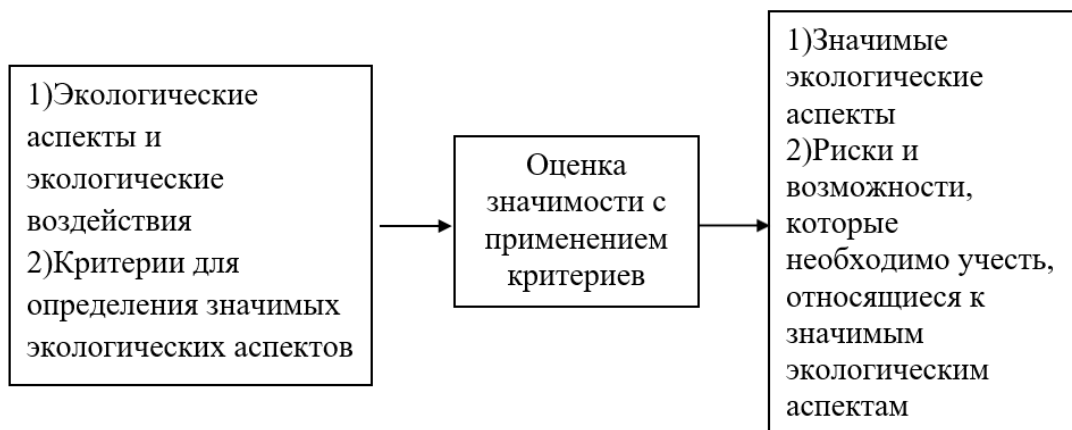 1)Экологические
аспекты и
экологические
воздействия
2)Критерии для
определения значимых
экологических аспектов
Оценка
значимости с
применением
критериев
1)Значимые
экологические
аспекты
2)Риски и
возможности,
которые
необходимо учесть,
относящиеся к
значимым
экологическим
аспектам